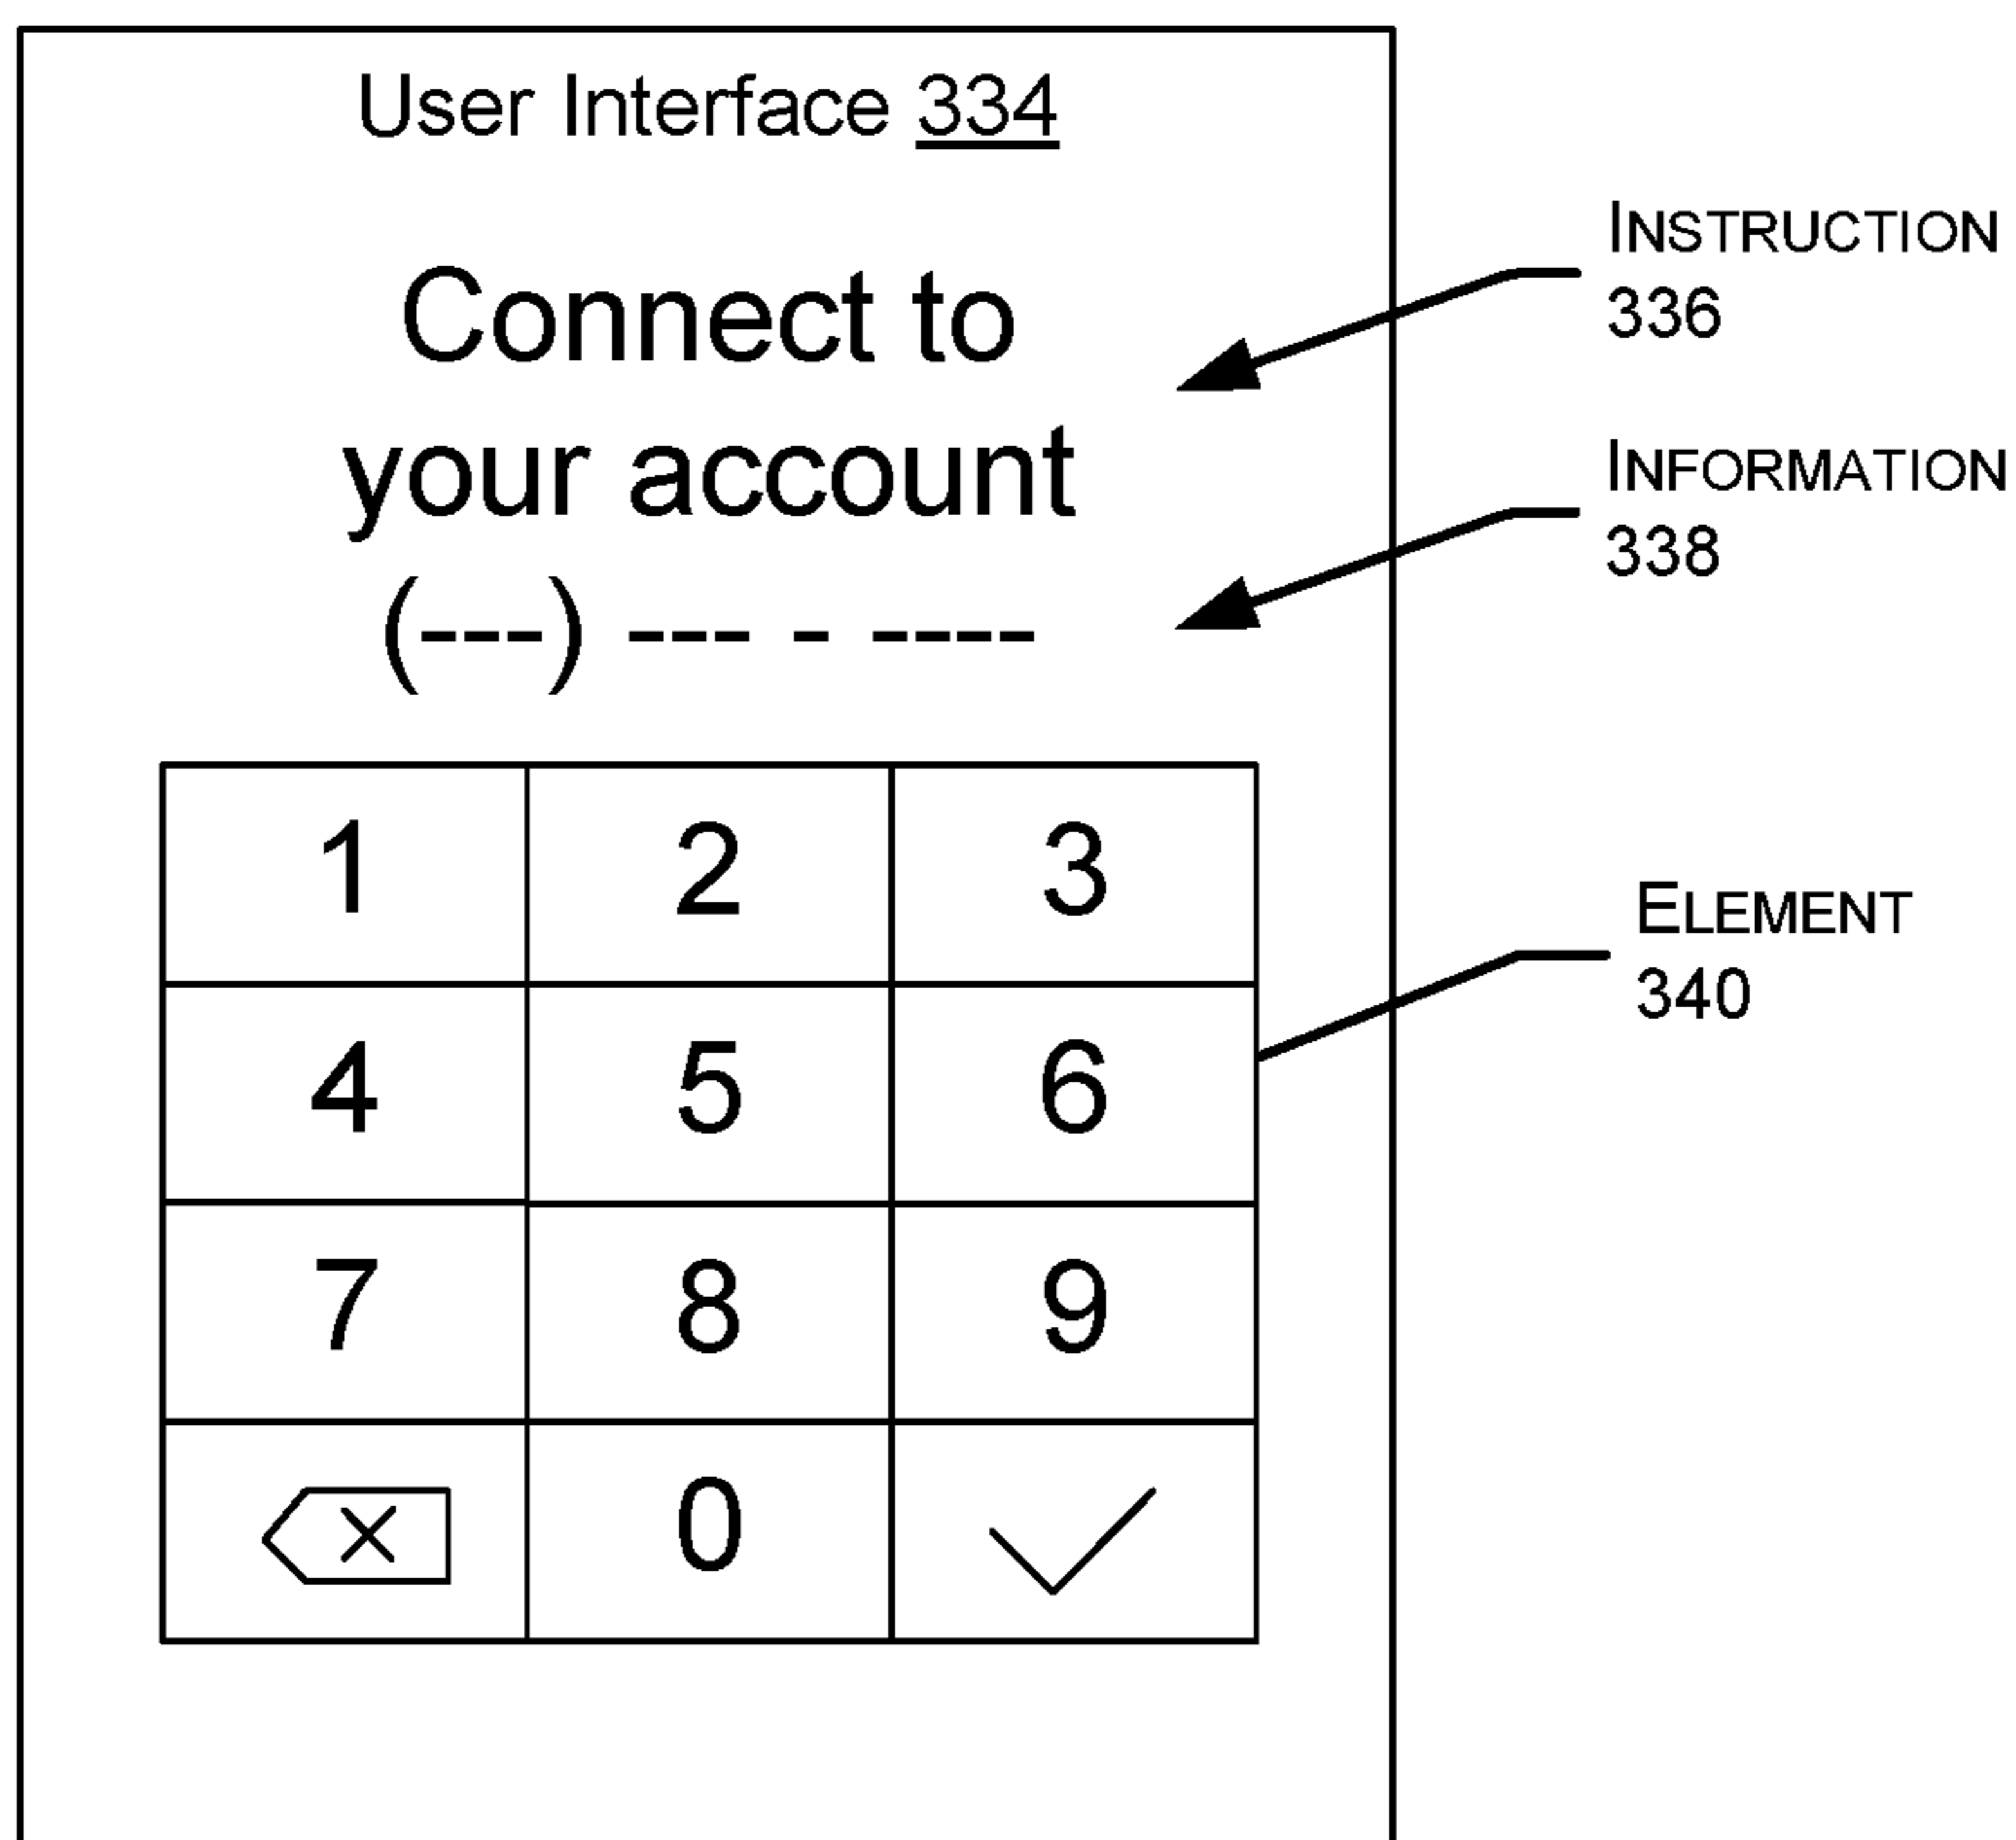 User Interface 334
INSTRUCTION
336
Connect to
your account
INFORMATION
338
(---) --- - ----
1 2 3
ELEMENT
340
4 5 6
7 8 9
0